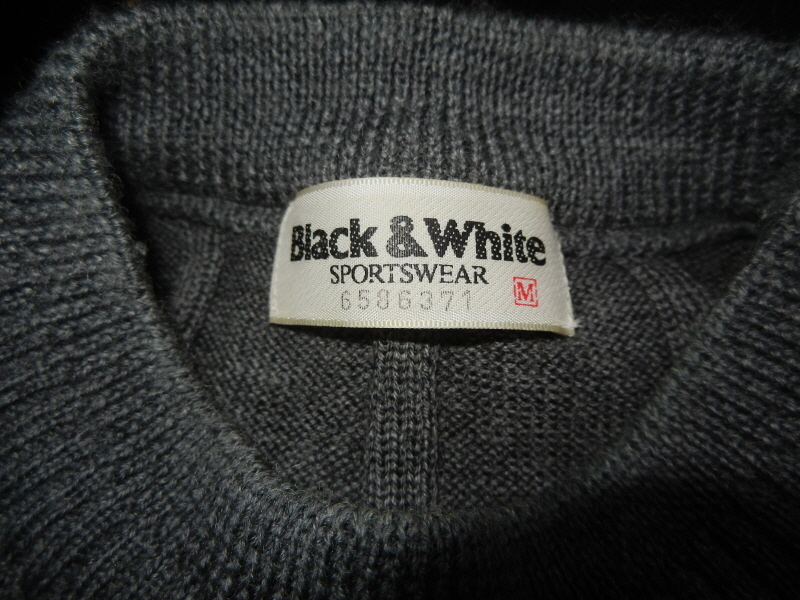 Black & White
SPORTSWEAR
6586371
M